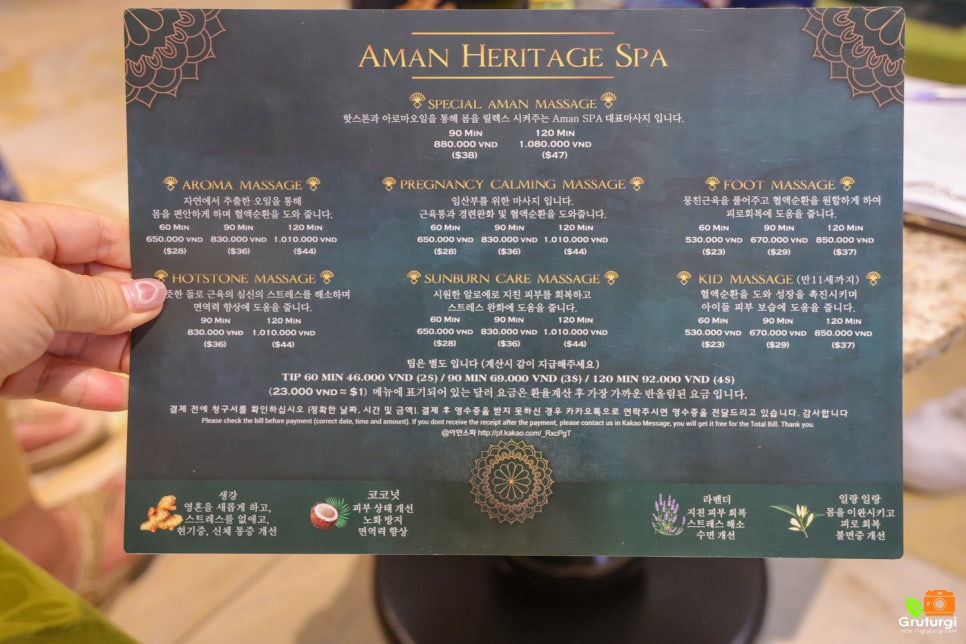 AMAN HERITAGE SPA
SPECIAL AMAN MASSAGE
핫스톤과 아로마오일을 통해 몸을 릴렉스 시켜주는 Aman SPA 대표마사지 입니다.
90 MIN 120 MIN
880.000 VND 1.080.000 VND
($38) ($47)
AROMA MASSAGE
자연에서 추출한 오일을 통해
몸을 편안하게 하며 혈액순환을 도와 줍니다.
60 MIN 90 MIN 120 MIN
650.000 VND 830.000 VND 1.010.000 VND
($28) ($36) ($44)
PREGNANCY CALMING MASSAGE
임산부를 위한 마사지 입니다.
근육통과 경련완화 및 혈액순환을 도와줍니다.
60 MIN 90 MIN 120 MIN
650.000 VND 830.000 VND 1.010.000 VND
($28) ($36) ($44)
FOOT MASSAGE
뭉친근육을 풀어주고 혈액순환을 원할하게 하여
피로회복에 도움을 줍니다.
60 MIN 90 MIN 120 MIN
530.000 VND 670.000 VND 850.000 VND
($23) ($29) ($37)
HOTSTONE MASSAGE
뜻한 돌로 근육의 심신의 스트레스를 해소하며
면역력 향상에 도움을 줍니다.
90 MIN 120 MIN
830.000 VND 1.010.000 VND
($36) ($44)
SUNBURN CARE MASSAGE
시원한 알로에로 지친 피부를 회복하고
스트레스 완화에 도움을 줍니다.
60 MIN 90 MIN 120 MIN
650.000 VND 830.000 VND 1.010.000 VND
($28) ($36) ($44)
KID MASSAGE (만11세까지)
혈액순환을 도와 성장을 촉진시키며
아이들 피부 보습에 도움을 줍니다.
60 MIN 90 MIN 120 MIN
530.000 VND 670.000 VND 850.000 VND
($23) ($29) ($37)
팁은 별도 입니다 (계산시 같이 지급해주세요)
TIP 60 MIN 46.000 VND (2$) / 90 MIN 69.000 VND (3$) / 120 MIN 92.000 VND (4$)
(23.000 VND ≈ $1) 메뉴에 표기되어 있는 달러 요금은 환율계산 후 가장 가까운 반올림된 요금 입니다.
결제 전에 청구서를 확인하십시오 (정확한 날짜, 시간 및 금액). 결제 후 영수증을 받지 못하신 경우 카카오톡으로 연락주시면 영수증을 전달드리고 있습니다. 감사합니다
Please check the bill before payment (correct date, time and amount). If you dont receive the receipt after the payment, please contact us in Kakao Message, you will get it free for the Total Bill. Thank you.
@아만스파 http://pf.kakao.com/_RxcPgT
생강
영혼을 새롭게 하고,
스트레스를 없애고,
현기증, 신체 통증 개선
코코넛
피부 상태 개선
노화 방지
면역력 향상
라벤더
지친 피부 회복
스트레스 해소
수면 개선
일랑 일랑
몸을 이완시키고
피로 회복
불면증 개선
Gruturgi
http://gruturgi.com